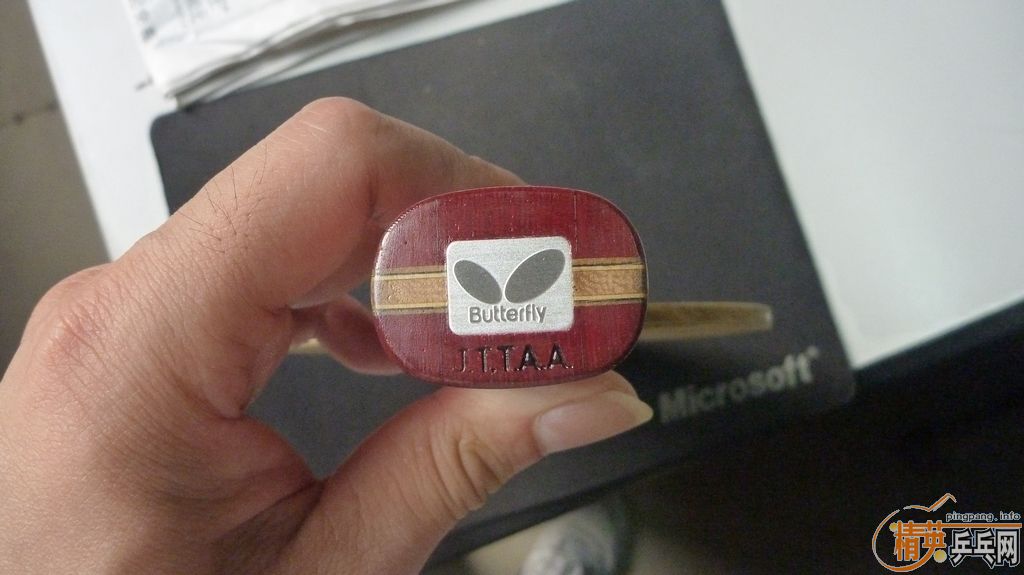 Butterfly
J.T.T.A.A.
Microsoft
pingpang.info
精英乒乓网